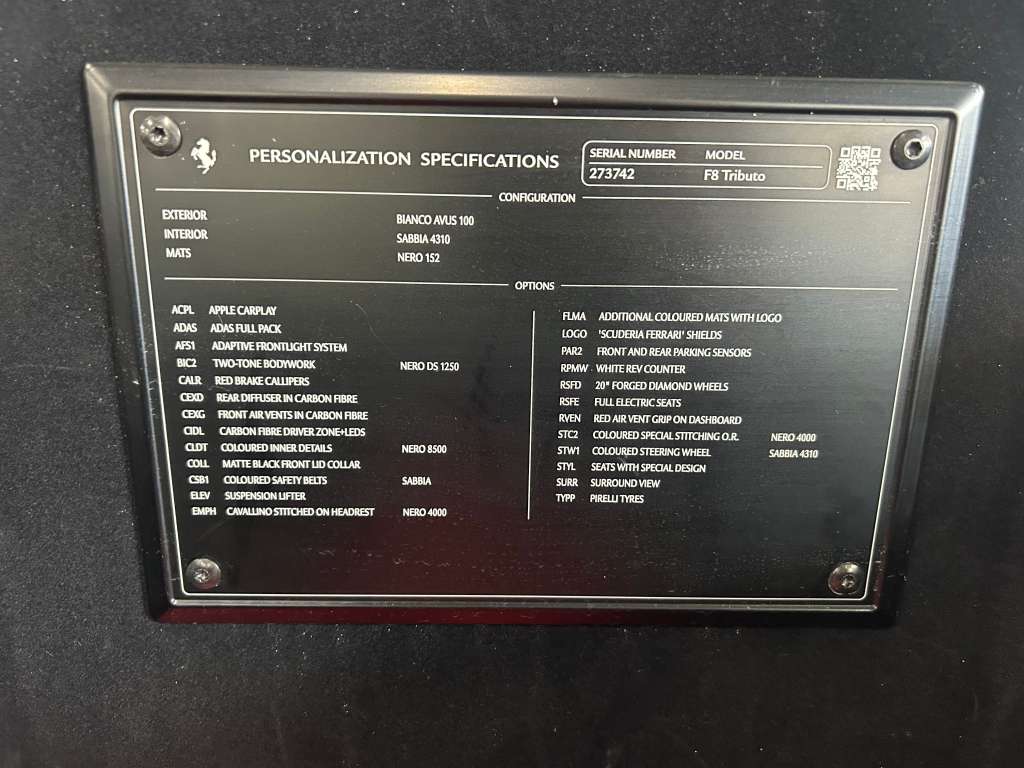 PERSONALIZATION SPECIFICATIONS
SERIAL NUMBER MODEL
273742 F8 Tributo
CONFIGURATION
EXTERIOR BIANCO AVUS 100
INTERIOR SABBIA 4310
MATS NERO 152
OPTIONS
ACPL APPLE CARPLAY
ADAS ADAS FULL PACK
AFS1 ADAPTIVE FRONTLIGHT SYSTEM
BIC2 TWO-TONE BODYWORK NERO DS 1250
CALR RED BRAKE CALLIPERS
CEXD REAR DIFFUSER IN CARBON FIBRE
CEXG FRONT AIR VENTS IN CARBON FIBRE
CIDL CARBON FIBRE DRIVER ZONE+LEDS
CLDT COLOURED INNER DETAILS NERO 8500
COLL MATTE BLACK FRONT LID COLLAR
CSB1 COLOURED SAFETY BELTS SABBIA
ELEV SUSPENSION LIFTER
EMPH CAVALLINO STITCHED ON HEADREST NERO 4000
FLMA ADDITIONAL COLOURED MATS WITH LOGO
LOGO 'SCUDERIA FERRARI' SHIELDS
PAR2 FRONT AND REAR PARKING SENSORS
RPMW WHITE REV COUNTER
RSFD 20" FORGED DIAMOND WHEELS
RSFE FULL ELECTRIC SEATS
RVEN RED AIR VENT GRIP ON DASHBOARD
STC2 COLOURED SPECIAL STITCHING O.R. NERO 4000
STW1 COLOURED STEERING WHEEL SABBIA 4310
STYL SEATS WITH SPECIAL DESIGN
SURR SURROUND VIEW
TYPP PIRELLI TYRES